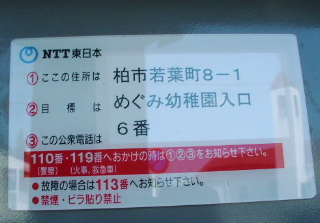 NTT東日本
①ここの住所は 柏市若葉町8-1
②目標は めぐみ幼稚園入口
③この公衆電話は 6番
110番・119番へおかけの時は①②③をお知らせ下さい。
(警察) (火事、救急車)
●故障の場合は113番へお知らせ下さい。
●禁煙・ビラ貼り禁止